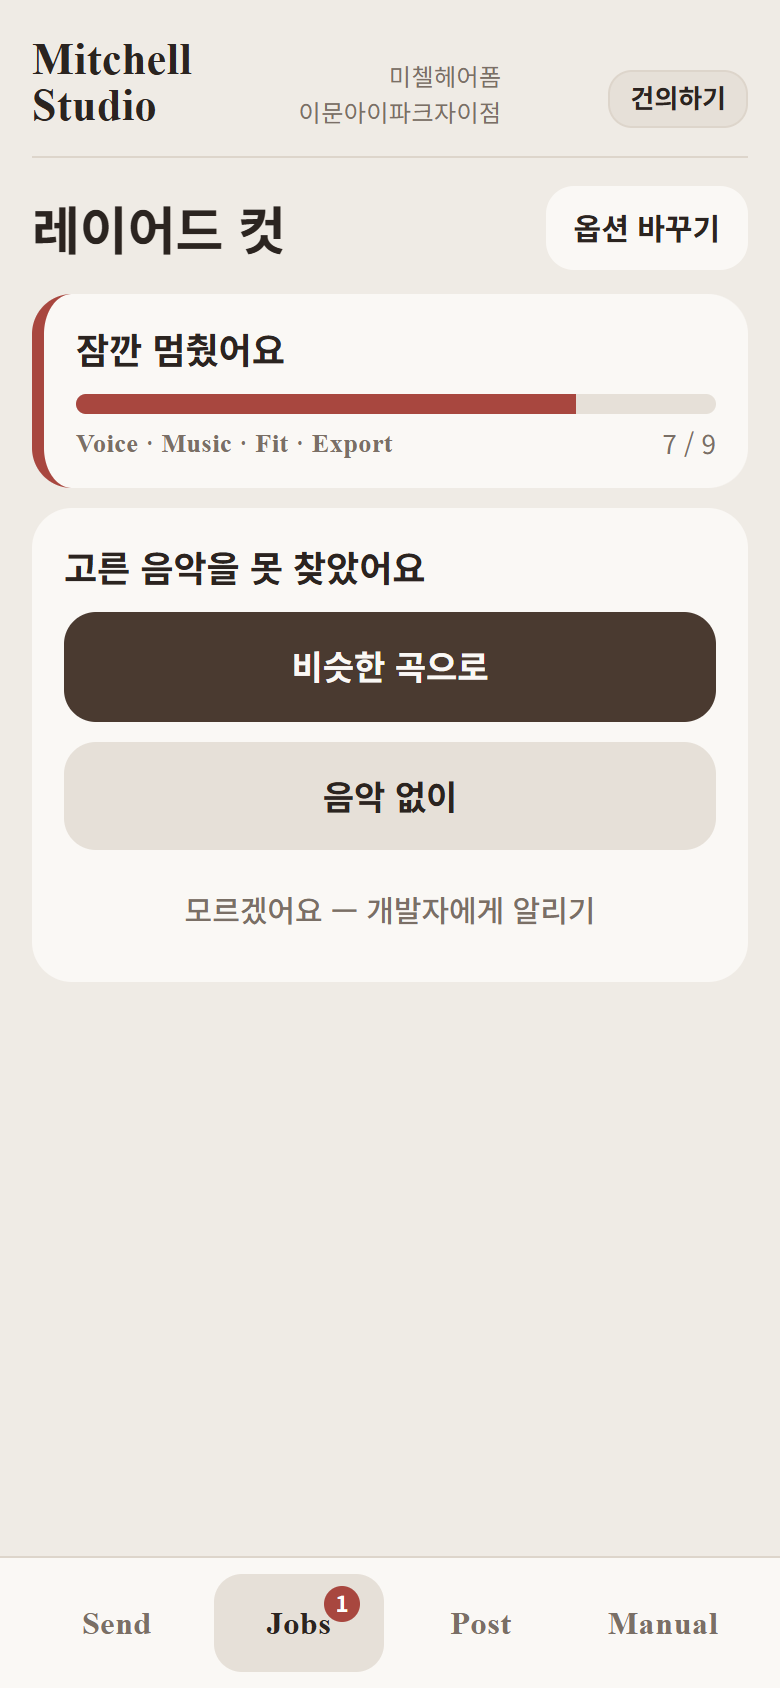 Mitchell
Studio
미첼헤어폼
이문아이파크자이점
건의하기
레이어드 컷
옵션 바꾸기
잠깐 멈췄어요
Voice · Music · Fit · Export
7 / 9
고른 음악을 못 찾았어요
비슷한 곡으로
음악 없이
모르겠어요 — 개발자에게 알리기
Send
Jobs
1
Post
Manual